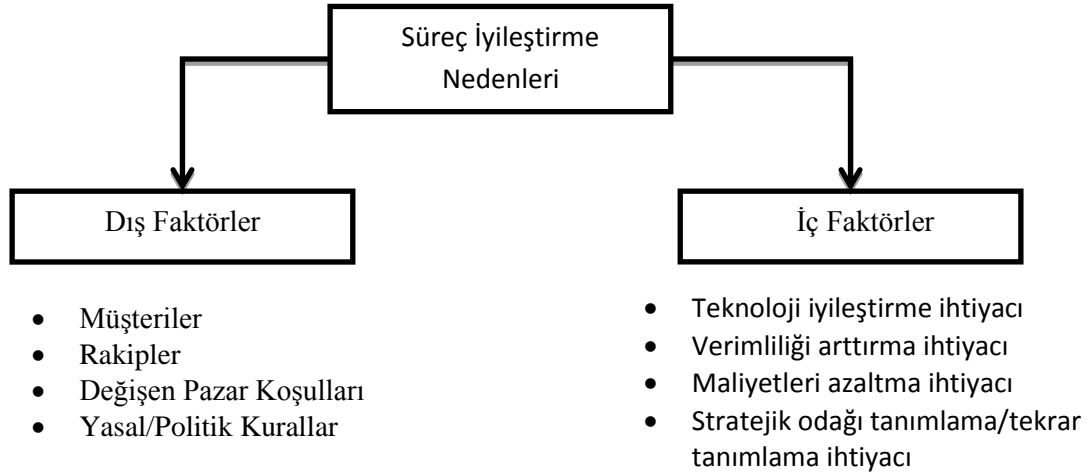 Süreç İyileştirme
Nedenleri
Dış Faktörler
• Müşteriler
• Rakipler
• Değişen Pazar Koşulları
• Yasal/Politik Kurallar
İç Faktörler
• Teknoloji iyileştirme ihtiyacı
• Verimliliği arttırma ihtiyacı
• Maliyetleri azaltma ihtiyacı
• Stratejik odağı tanımlama/tekrar
tanımlama ihtiyacı